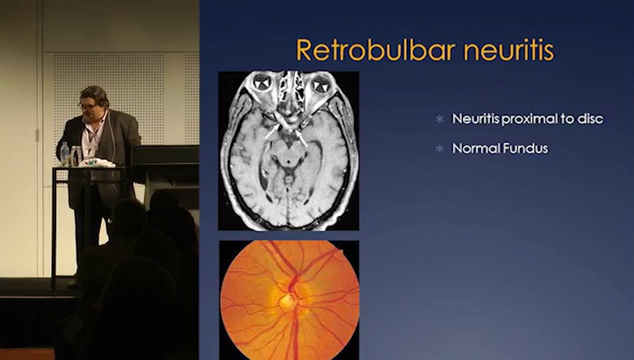 Retrobulbar neuritis
Neuritis proximal to disc
Normal Fundus